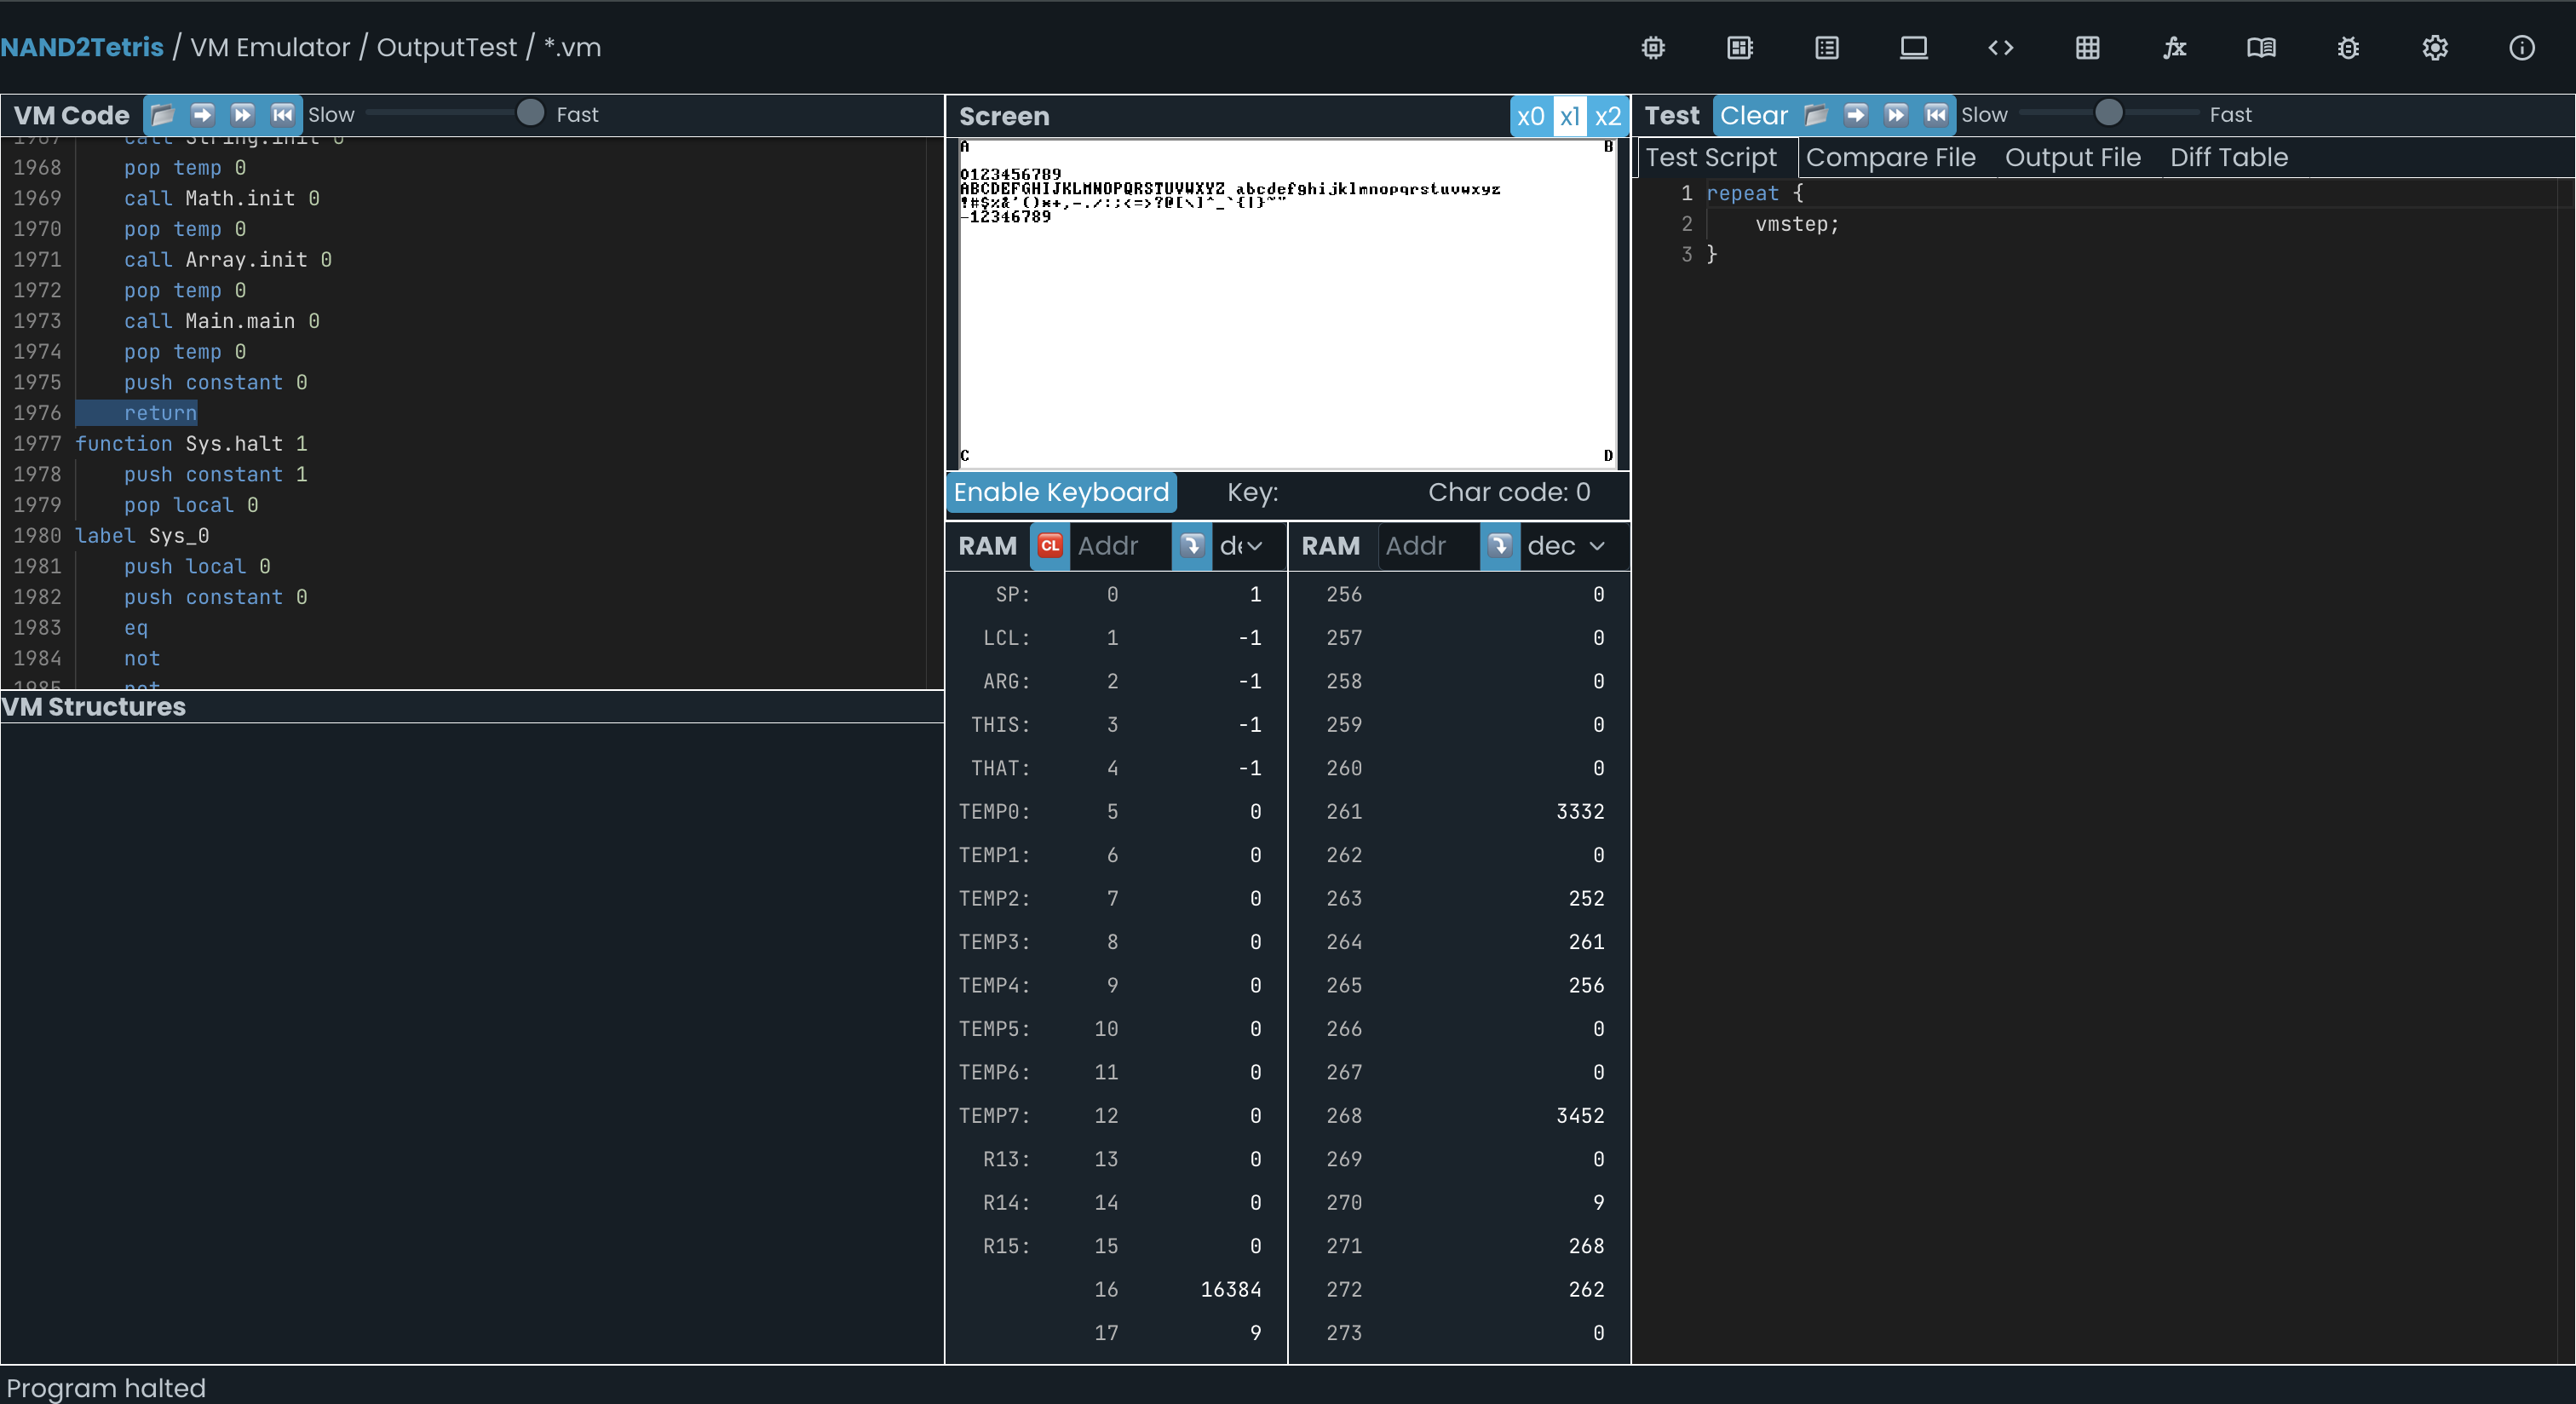 NAND2Tetris / VM Emulator / OutputTest / *.vm
VM Code Slow Fast
1967 call String.init 0
1968 pop temp 0
1969 call Math.init 0
1970 pop temp 0
1971 call Array.init 0
1972 pop temp 0
1973 call Main.main 0
1974 pop temp 0
1975 push constant 0
1976 return
1977 function Sys.halt 1
1978 push constant 1
1979 pop local 0
1980 label Sys_0
1981 push local 0
1982 push constant 0
1983 eq
1984 not
1985 not
VM Structures
Screen x0 x1 x2
A B
0123456789
ABCDEFGHIJKLMNOPQRSTUVWXYZ abcdefghijklmnopqrstuvwxyz
!#$%&'()*+,-./:;<=>?@[\]^_`{|}~"
-12346789
C D
Enable Keyboard Key: Char code: 0
RAM CL Addr de
SP: 0 1
LCL: 1 -1
ARG: 2 -1
THIS: 3 -1
THAT: 4 -1
TEMP0: 5 0
TEMP1: 6 0
TEMP2: 7 0
TEMP3: 8 0
TEMP4: 9 0
TEMP5: 10 0
TEMP6: 11 0
TEMP7: 12 0
R13: 13 0
R14: 14 0
R15: 15 0
16 16384
17 9
RAM Addr dec
256 0
257 0
258 0
259 0
260 0
261 3332
262 0
263 252
264 261
265 256
266 0
267 0
268 3452
269 0
270 9
271 268
272 262
273 0
Test Clear Slow Fast
Test Script Compare File Output File Diff Table
1 repeat {
2 vmstep;
3 }
Program halted